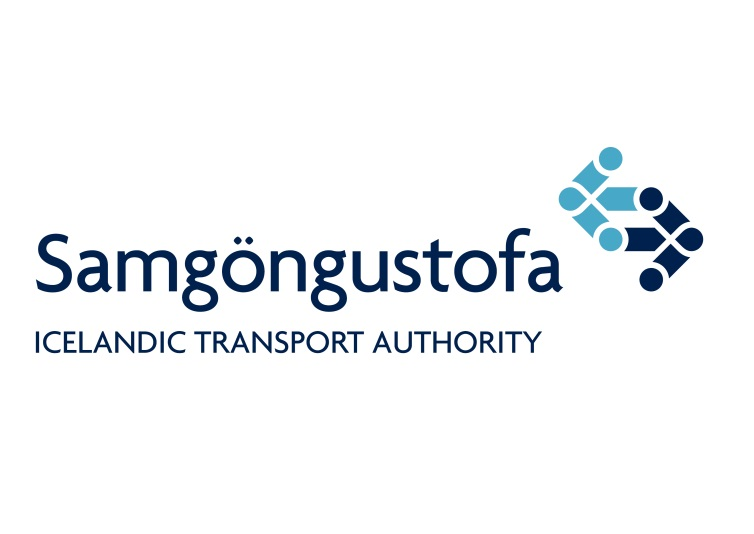 Samgöngustofa
ICELANDIC TRANSPORT AUTHORITY